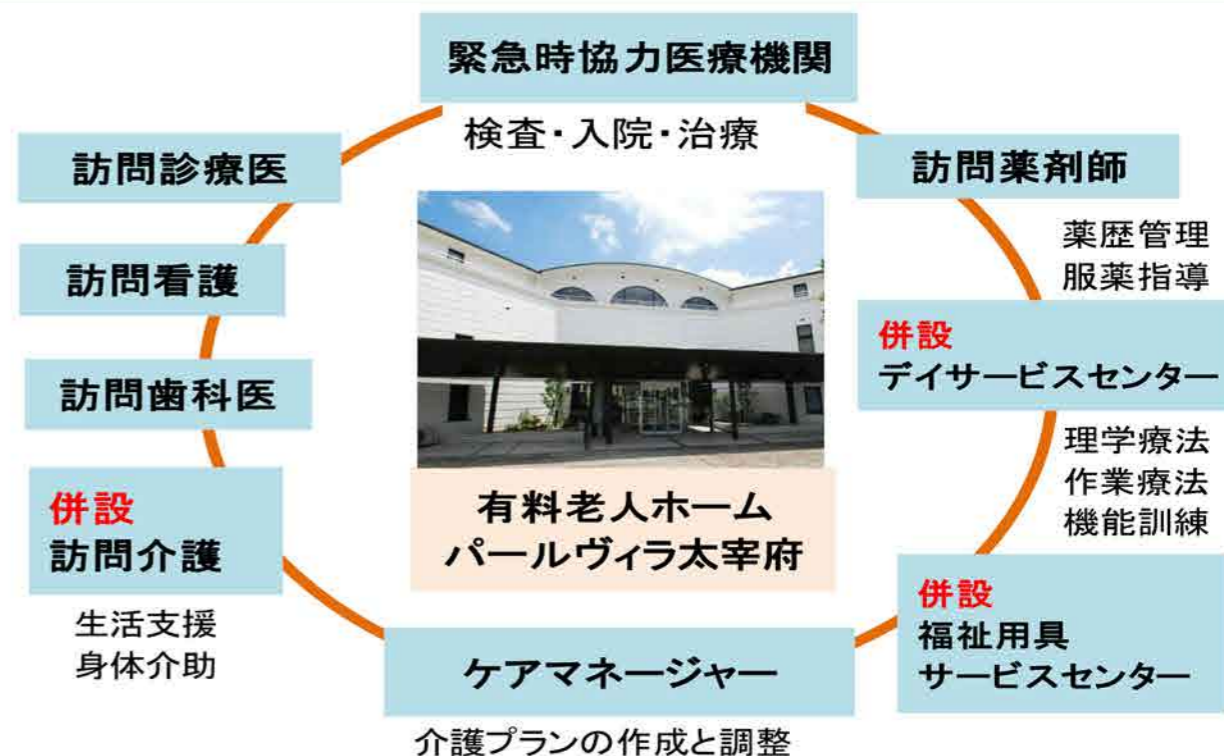 緊急時協力医療機関
検査・入院・治療
訪問診療医
訪問薬剤師
薬歴管理
服薬指導
訪問看護
併設
デイサービスセンター
訪問歯科医
理学療法
作業療法
機能訓練
併設
訪問介護
生活支援
身体介助
有料老人ホーム
パールヴィラ太宰府
併設
福祉用具
サービスセンター
ケアマネージャー
介護プランの作成と調整